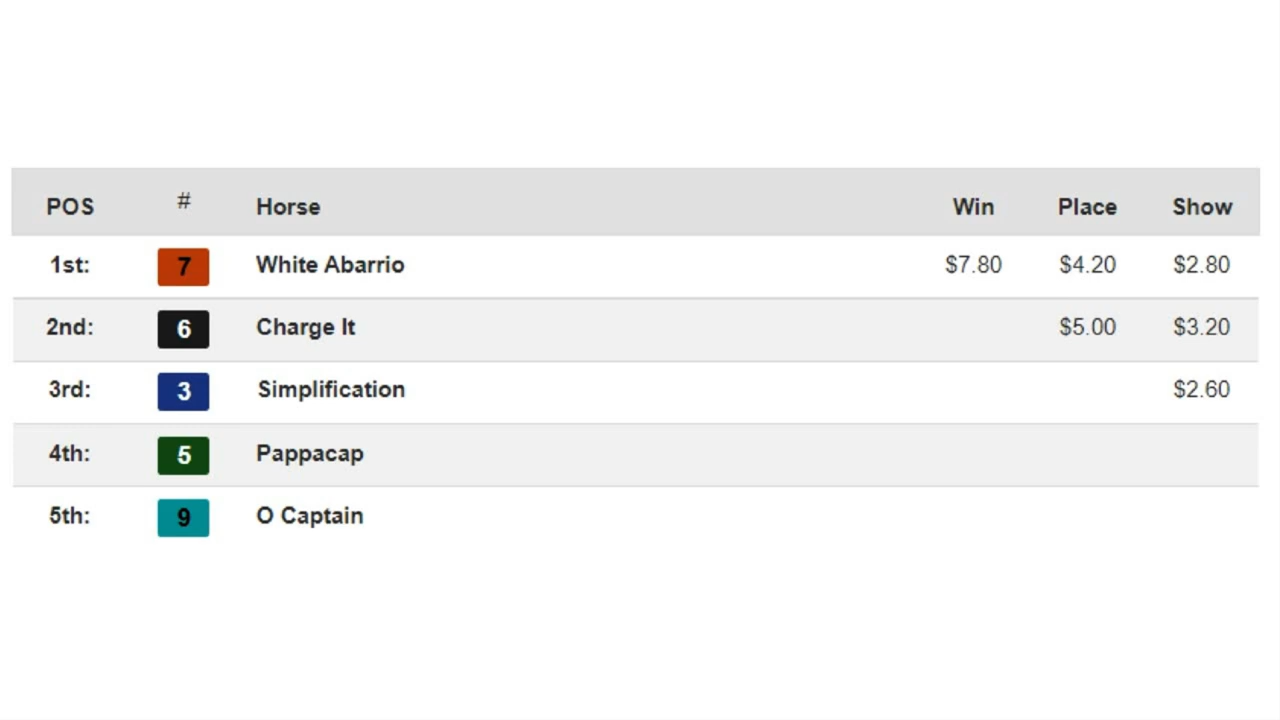 POS # Horse Win Place Show
1st: 7 White Abarrio $7.80 $4.20 $2.80
2nd: 6 Charge It $5.00 $3.20
3rd: 3 Simplification $2.60
4th: 5 Pappacap
5th: 9 O Captain